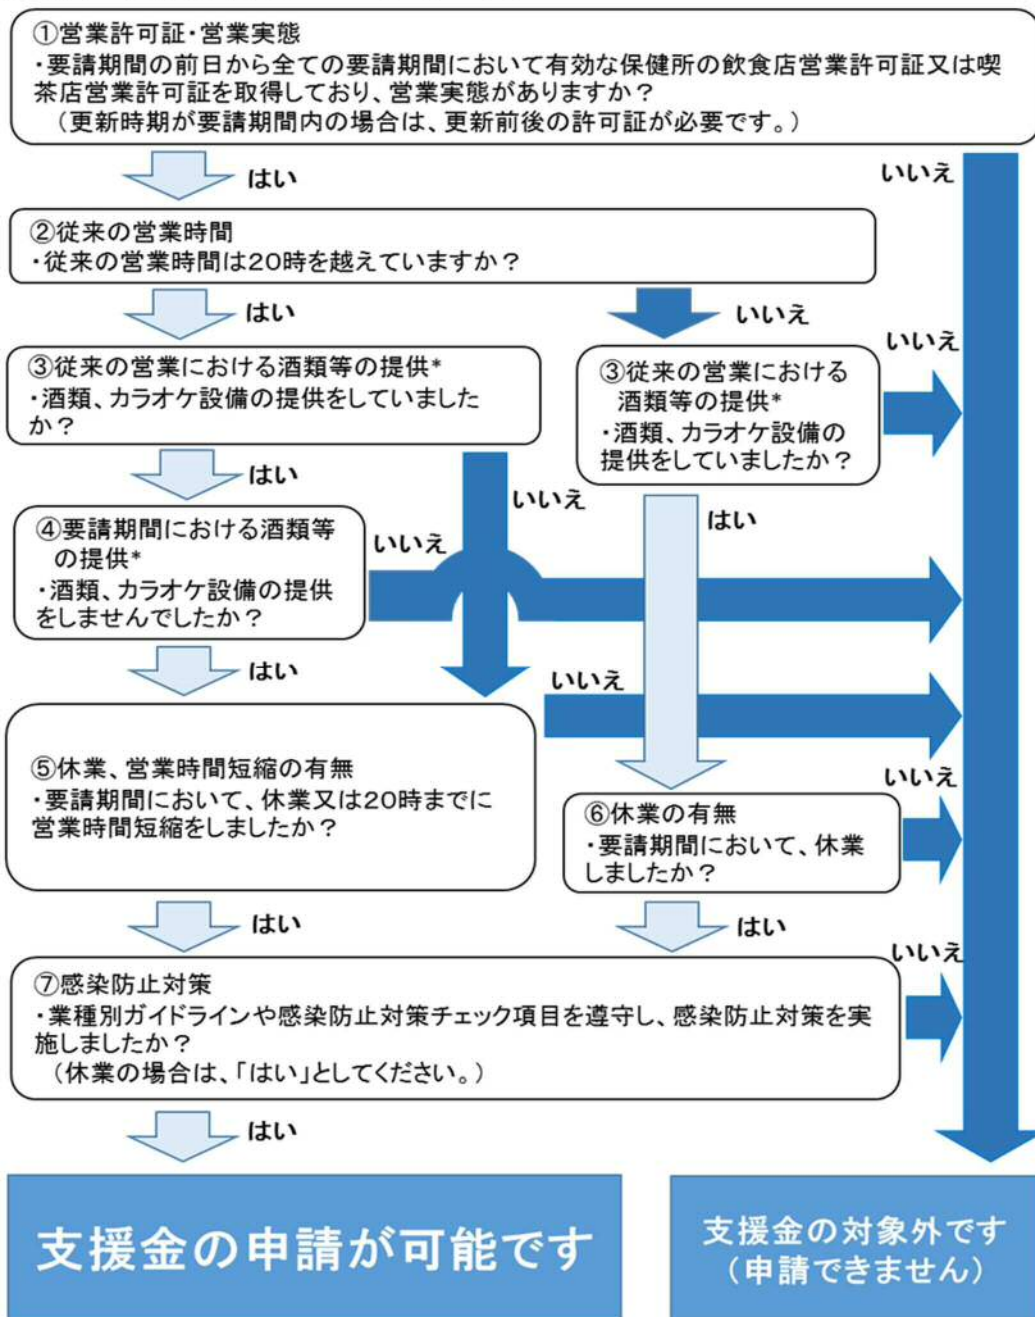 ①営業許可証・営業実態
・要請期間の前日から全ての要請期間において有効な保健所の飲食店営業許可証又は喫
茶店営業許可証を取得しており、営業実態がありますか？
（更新時期が要請期間内の場合は、更新前後の許可証が必要です。）
はい
いいえ
②従来の営業時間
・従来の営業時間は20時を越えていますか？
はい
いいえ
③従来の営業における酒類等の提供*
・酒類、カラオケ設備の提供をしていました
か？
③従来の営業における
酒類等の提供*
・酒類、カラオケ設備の
提供をしていましたか？
いいえ
はい
いいえ
はい
④要請期間における酒類等
の提供*
・酒類、カラオケ設備の提供
をしませんでしたか？
いいえ
はい
いいえ
⑤休業、営業時間短縮の有無
・要請期間において、休業又は20時までに
営業時間短縮をしましたか？
⑥休業の有無
・要請期間において、休業
しましたか？
いいえ
はい
はい
いいえ
⑦感染防止対策
・業種別ガイドラインや感染防止対策チェック項目を遵守し、感染防止対策を実
施しましたか？
（休業の場合は、「はい」としてください。）
はい
支援金の申請が可能です
支援金の対象外です
（申請できません）